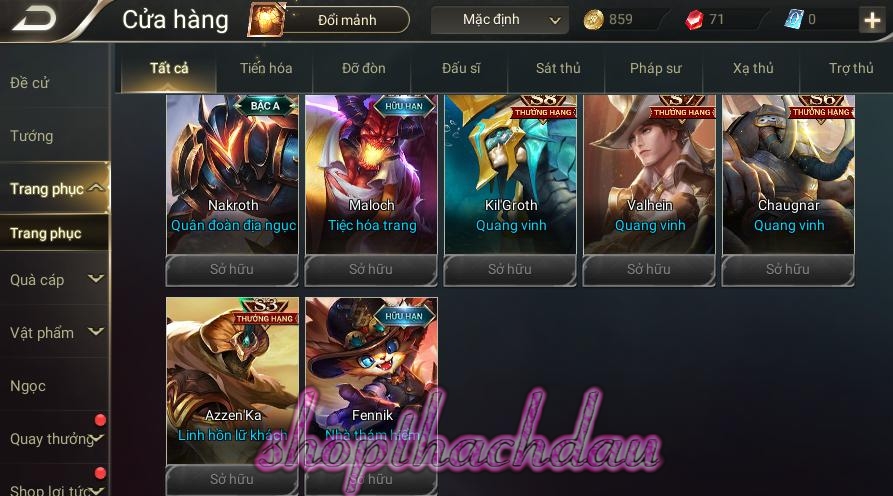 Cửa hàng
Đổi mảnh
Mặc định
859
71
0
Đề cử
Tướng
Trang phục
Trang phục
Quà cáp
Vật phẩm
Ngọc
Quay thưởng
Shop lợi tức
Tất cả
Tiến hóa
Đỡ đòn
Đấu sĩ
Sát thủ
Pháp sư
Xạ thủ
Trợ thủ
BẬC A
Nakroth
Quân đoàn địa ngục
Sở hữu
HỮU HẠN
Maloch
Tiệc hóa trang
Sở hữu
S8
THƯỞNG HẠNG
Kil'Groth
Quang vinh
Sở hữu
S7
THƯỞNG HẠNG
Valhein
Quang vinh
Sở hữu
S6
THƯỞNG HẠNG
Chaugnar
Quang vinh
Sở hữu
S3
THƯỞNG HẠNG
Azzen'Ka
Linh hồn lữ khách
Sở hữu
HỮU HẠN
Fennik
Nhà thám hiểm
Sở hữu
shopthachdau